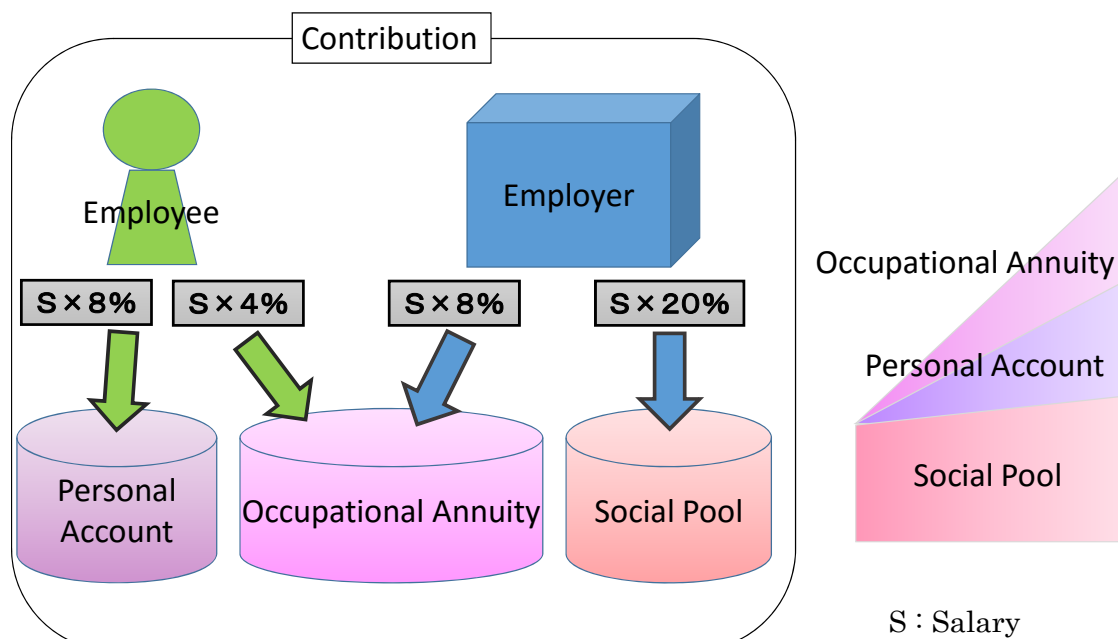 Contribution
Employee
Employer
S×8%
S×4%
S×8%
S×20%
Personal
Account
Occupational Annuity
Social Pool
Occupational Annuity
Personal Account
Social Pool
S : Salary